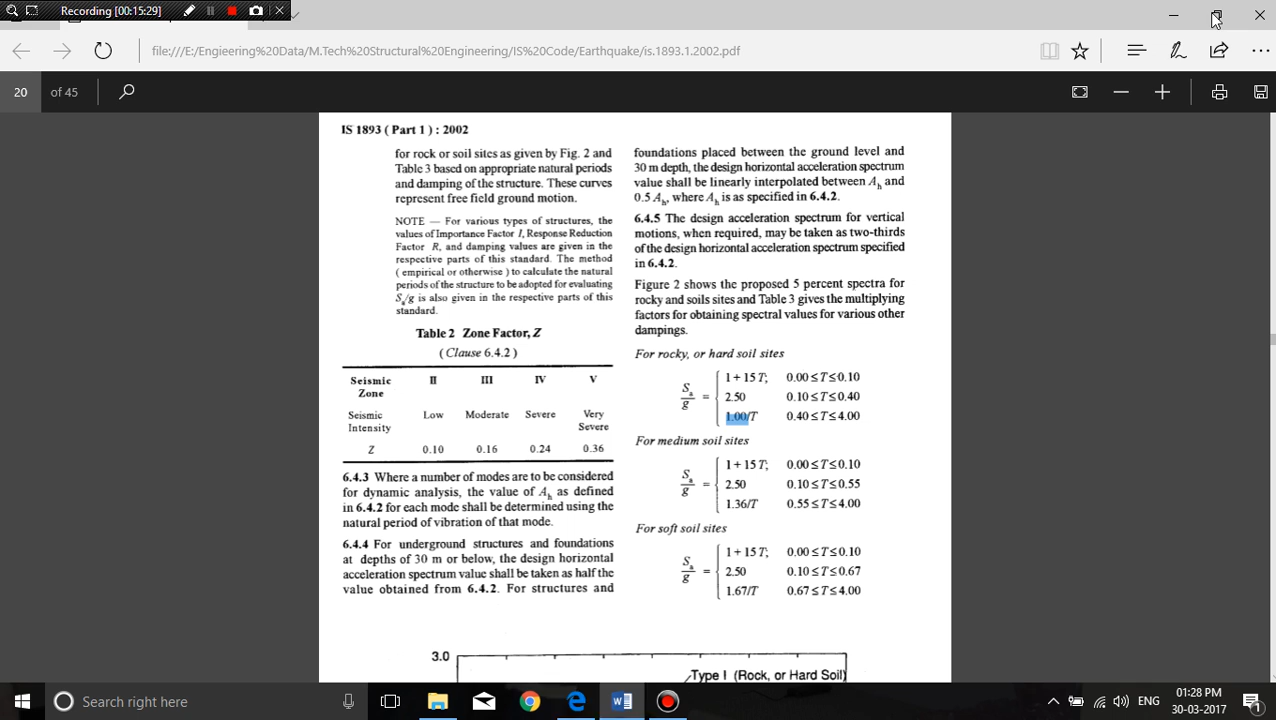 Recording [00:15:29]
file:///E:/Engieering%20Data/M.Tech%20Structural%20Engineering/IS%20Code/Earthquake/is.1893.1.2002.pdf
20 of 45
IS 1893 ( Part 1 ) : 2002
for rock or soil sites as given by Fig. 2 and
Table 3 based on appropriate natural periods
and damping of the structure. These curves
represent free field ground motion.
NOTE — For various types of structures, the
values of Importance Factor I, Response Reduction
Factor R, and damping values are given in the
respective parts of this standard. The method
( empirical or otherwise ) to calculate the natural
periods of the structure to be adopted for evaluating
Sa/g is also given in the respective parts of this
standard.
Table 2 Zone Factor, Z
( Clause 6.4.2 )
Seismic Zone II III IV V
Seismic Intensity Low Moderate Severe Very Severe
Z 0.10 0.16 0.24 0.36
6.4.3 Where a number of modes are to be considered
for dynamic analysis, the value of Ah as defined
in 6.4.2 for each mode shall be determined using the
natural period of vibration of that mode.
6.4.4 For underground structures and foundations
at depths of 30 m or below, the design horizontal
acceleration spectrum value shall be taken as half the
value obtained from 6.4.2. For structures and
foundations placed between the ground level and
30 m depth, the design horizontal acceleration spectrum
value shall be linearly interpolated between Ah and
0.5 Ah, where Ah is as specified in 6.4.2.
6.4.5 The design acceleration spectrum for vertical
motions, when required, may be taken as two-thirds
of the design horizontal acceleration spectrum specified
in 6.4.2.
Figure 2 shows the proposed 5 percent spectra for
rocky and soils sites and Table 3 gives the multiplying
factors for obtaining spectral values for various other
dampings.
For rocky, or hard soil sites
1 + 15 T; 0.00 ≤ T ≤ 0.10
Sa/g = 2.50 0.10 ≤ T ≤ 0.40
1.00/T 0.40 ≤ T ≤ 4.00
For medium soil sites
1 + 15 T; 0.00 ≤ T ≤ 0.10
Sa/g = 2.50 0.10 ≤ T ≤ 0.55
1.36/T 0.55 ≤ T ≤ 4.00
For soft soil sites
1 + 15 T; 0.00 ≤ T ≤ 0.10
Sa/g = 2.50 0.10 ≤ T ≤ 0.67
1.67/T 0.67 ≤ T ≤ 4.00
3.0
Type I (Rock, or Hard Soil)
Search here
ENG
01:28 PM
30-03-2017